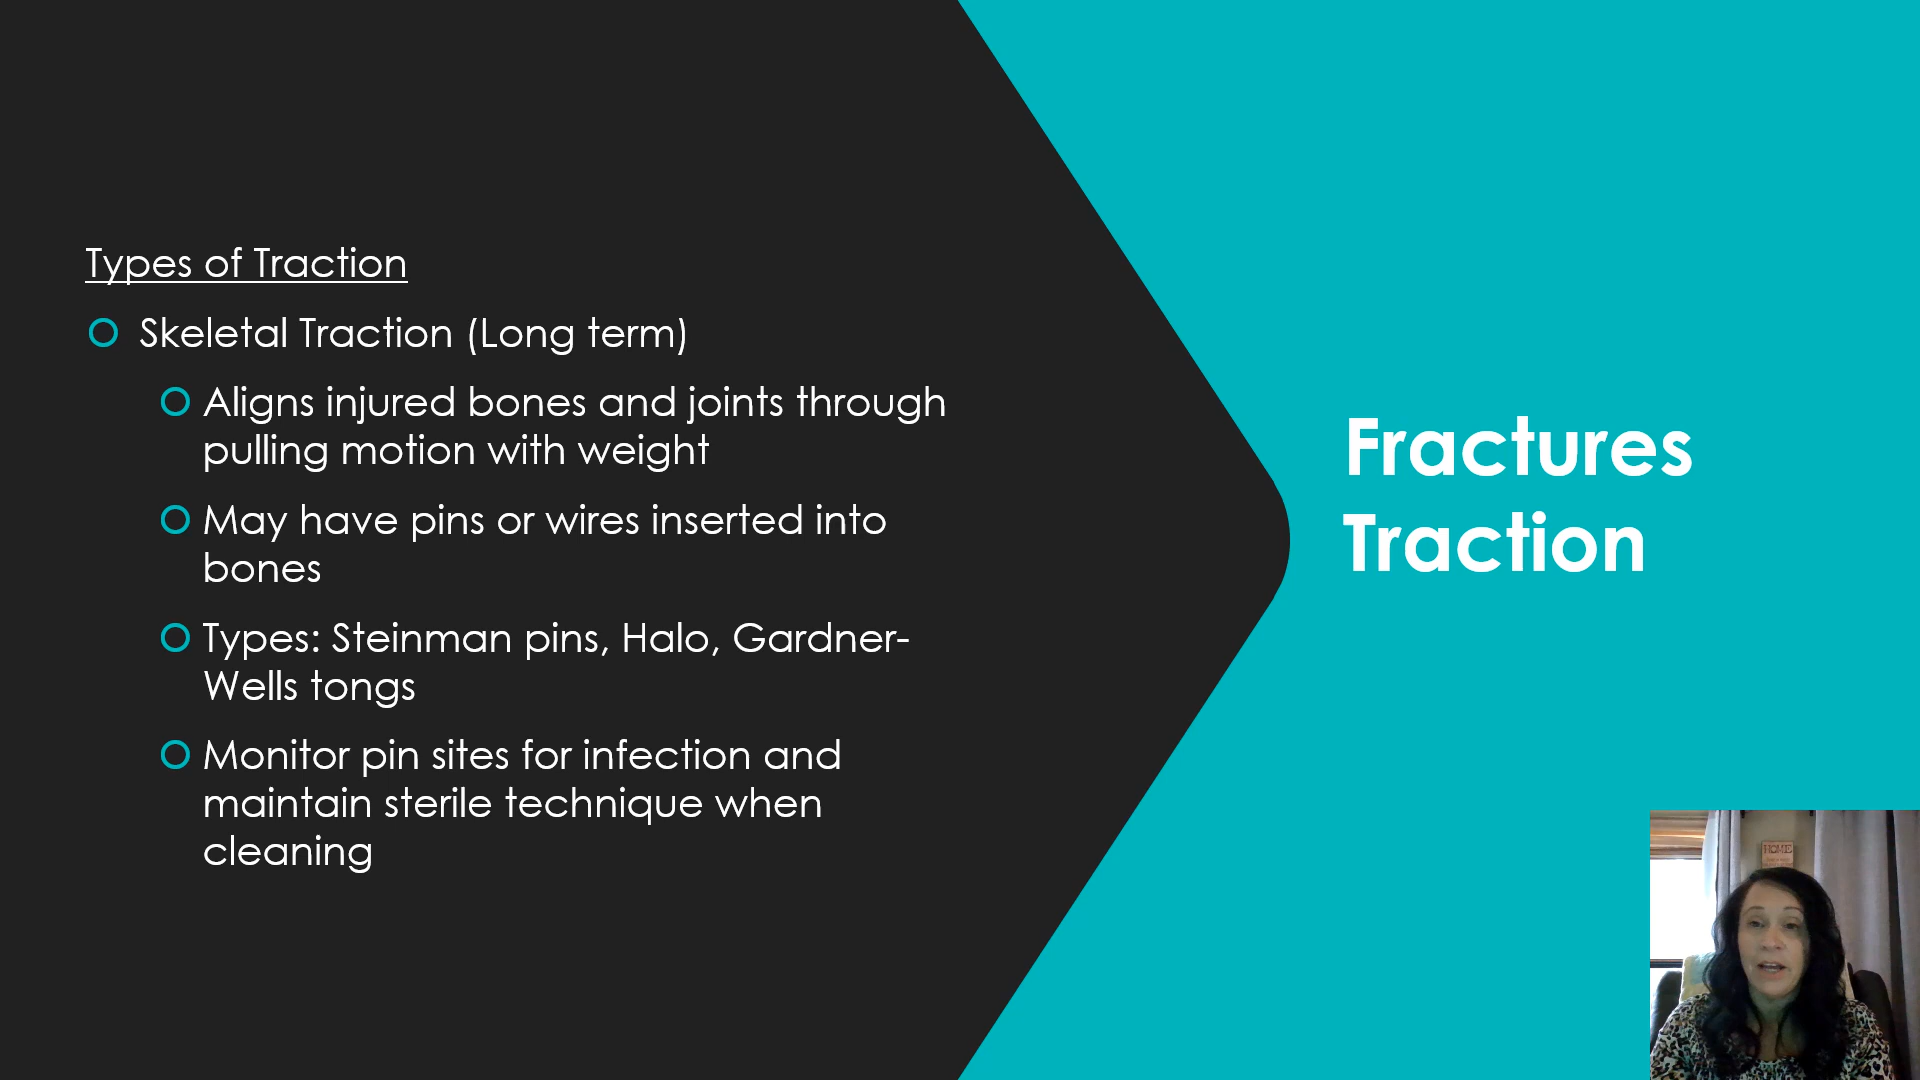 Types of Traction
Skeletal Traction (Long term)
Aligns injured bones and joints through
pulling motion with weight
May have pins or wires inserted into
bones
Types: Steinman pins, Halo, Gardner-
Wells tongs
Monitor pin sites for infection and
maintain sterile technique when
cleaning
Fractures
Traction
HOME